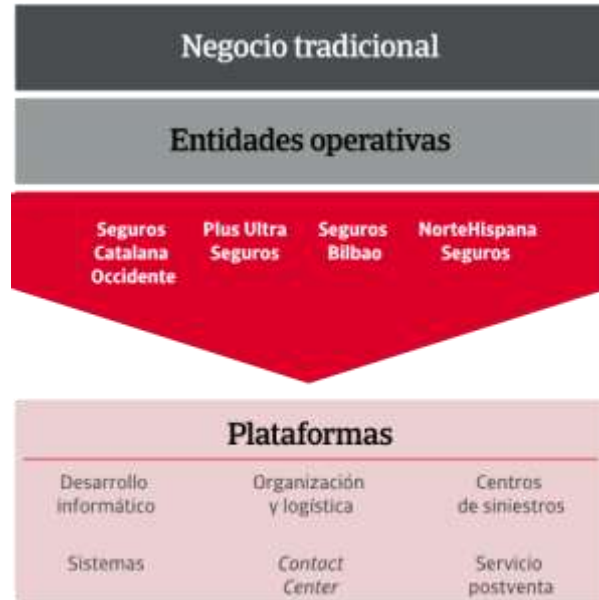 Negocio tradicional
Entidades operativas
Seguros Catalana Occidente
Plus Ultra Seguros
Seguros Bilbao
NorteHispana Seguros
Plataformas
Desarrollo informático
Organización y logística
Centros de siniestros
Sistemas
Contact Center
Servicio postventa